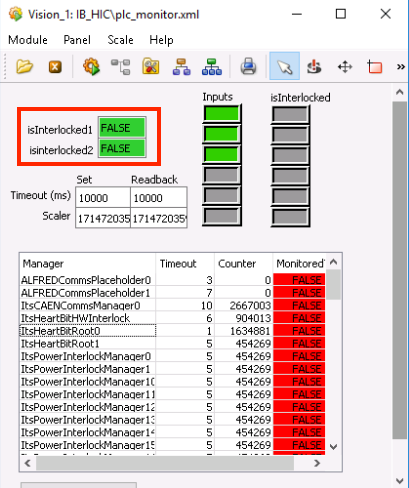 Vision_1: IB_HIC\plc_monitor.xml
Module Panel Scale Help
Inputs isInterlocked
isInterlocked1 FALSE
isinterlocked2 FALSE
Set Readback
Timeout (ms) 10000 10000
Scaler 171472035 171472035
Manager Timeout Counter Monitored
ALFREDCommsPlaceholder0 3 0 FALSE
ALFREDCommsPlaceholder1 7 0 FALSE
ItsCAENCommsManager0 10 2667003 FALSE
ItsHeartBitHWInterlock 6 904013 FALSE
ItsHeartBitRoot0 1 1634881 FALSE
ItsHeartBitRoot1 5 454269 FALSE
ItsPowerInterlockManager0 5 454269 FALSE
ItsPowerInterlockManager1 5 454269 FALSE
ItsPowerInterlockManager10 5 454269 FALSE
ItsPowerInterlockManager11 5 454269 FALSE
ItsPowerInterlockManager12 5 454269 FALSE
ItsPowerInterlockManager13 5 454269 FALSE
ItsPowerInterlockManager14 5 454269 FALSE
ItsPowerInterlockManager15 5 454269 FALSE